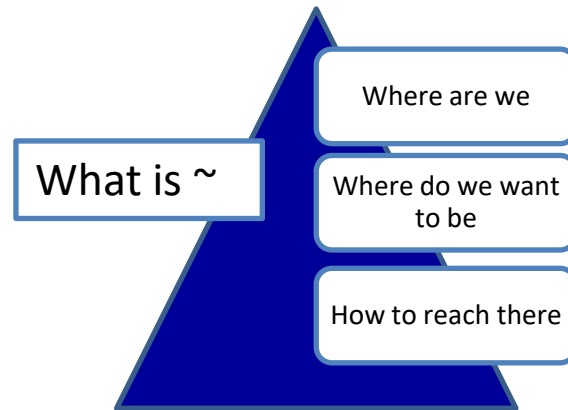 What is ~
Where are we
Where do we want
to be
How to reach there